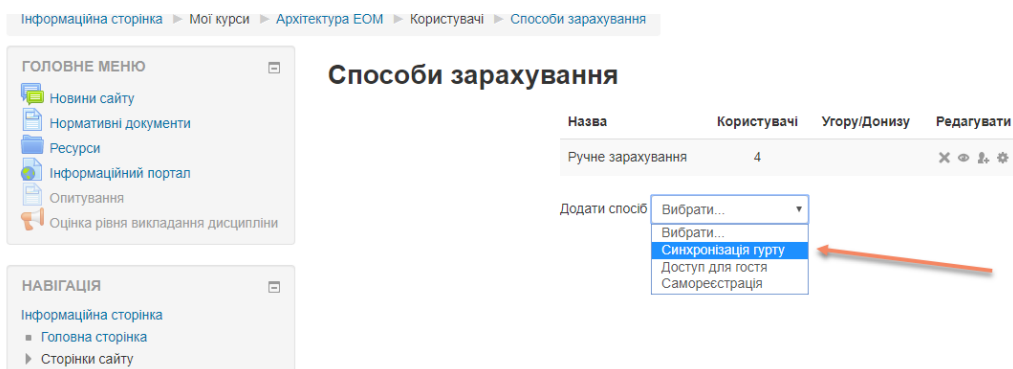 Інформаційна сторінка ▶ Мої курси ▶ Архітектура ЕОМ ▶ Користувачі ▶ Способи зарахування
ГОЛОВНЕ МЕНЮ
Новини сайту
Нормативні документи
Ресурси
Інформаційний портал
Опитування
Оцінка рівня викладання дисципліни
НАВІГАЦІЯ
Інформаційна сторінка
Головна сторінка
Сторінки сайту
Способи зарахування
Назва Користувачі Угору/Донизу Редагувати
Ручне зарахування 4
Додати спосіб Вибрати...
Вибрати...
Синхронізація гурту
Доступ для гостя
Самореєстрація